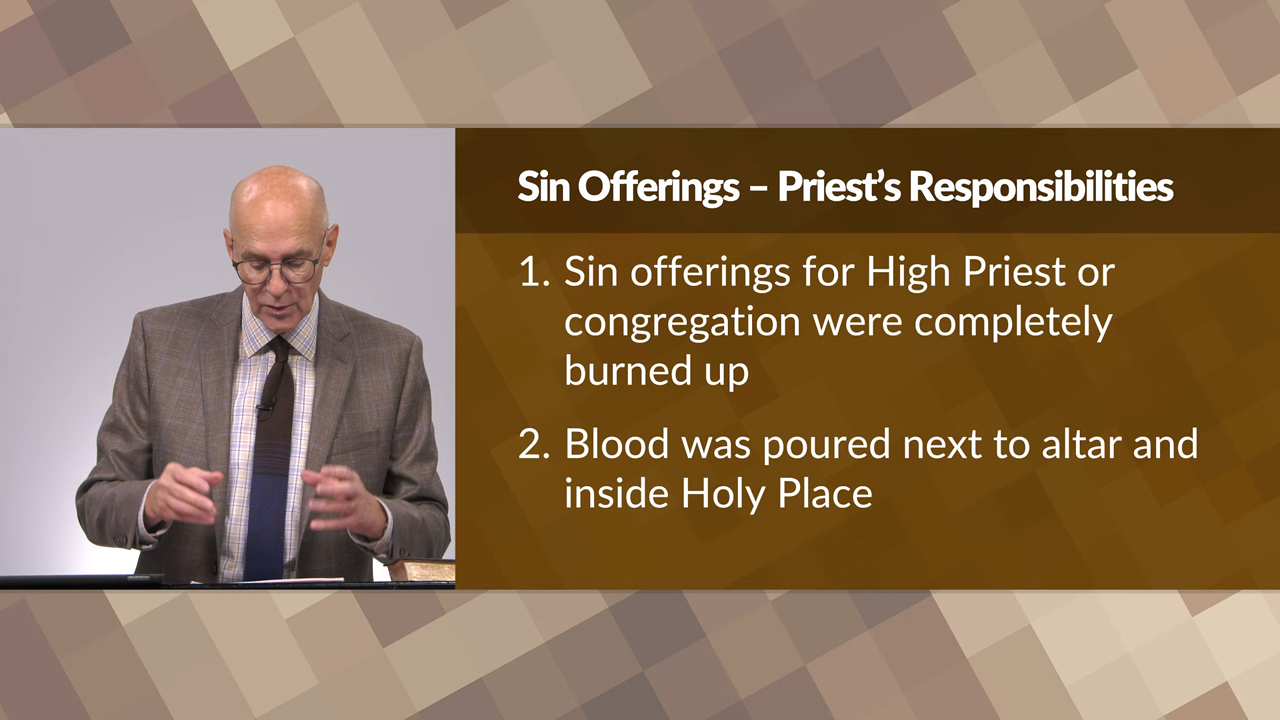 Sin Offerings – Priest’s Responsibilities
1. Sin offerings for High Priest or
congregation were completely
burned up
2. Blood was poured next to altar and
inside Holy Place